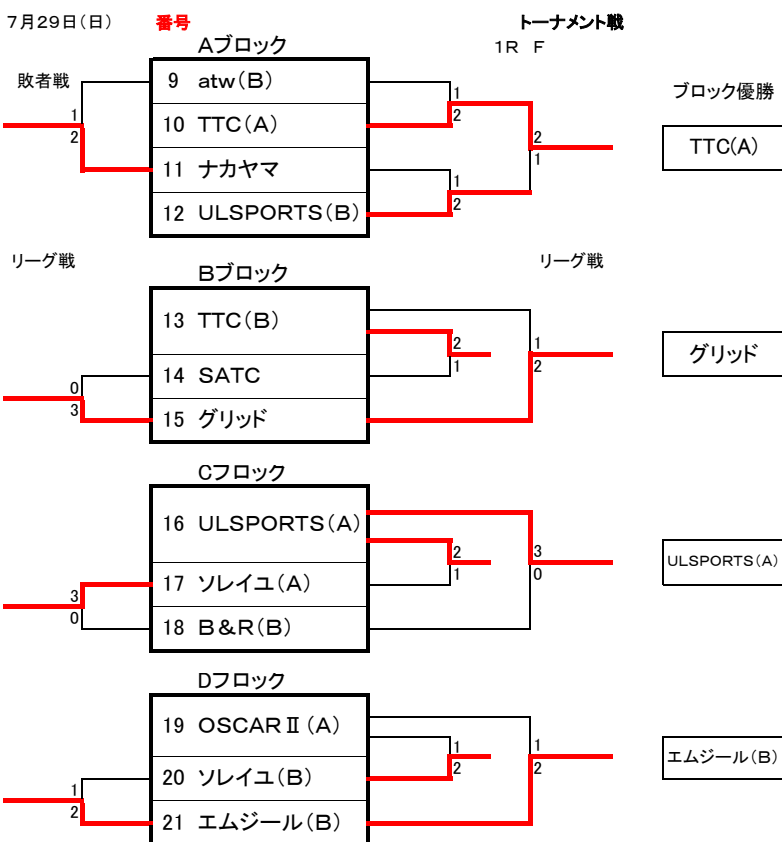 7月29日(日) 番号 トーナメント戦
Aブロック 1R F
敗者戦 9 atw(B) 1 ブロック優勝
1 2 10 TTC(A) 2 2 TTC(A)
11 ナカヤマ 1 1
12 ULSPORTS(B) 2
リーグ戦 Bブロック リーグ戦
13 TTC(B) 2 1 グリッド
0 14 SATC 1 2
3 15 グリッド
Cフロック
16 ULSPORTS(A) 2 3 ULSPORTS(A)
3 17 ソレイユ(A) 1 0
0 18 B&R(B)
Dフロック
19 OSCARⅡ(A) 1 1 エムジール(B)
1 20 ソレイユ(B) 2 2
2 21 エムジール(B)